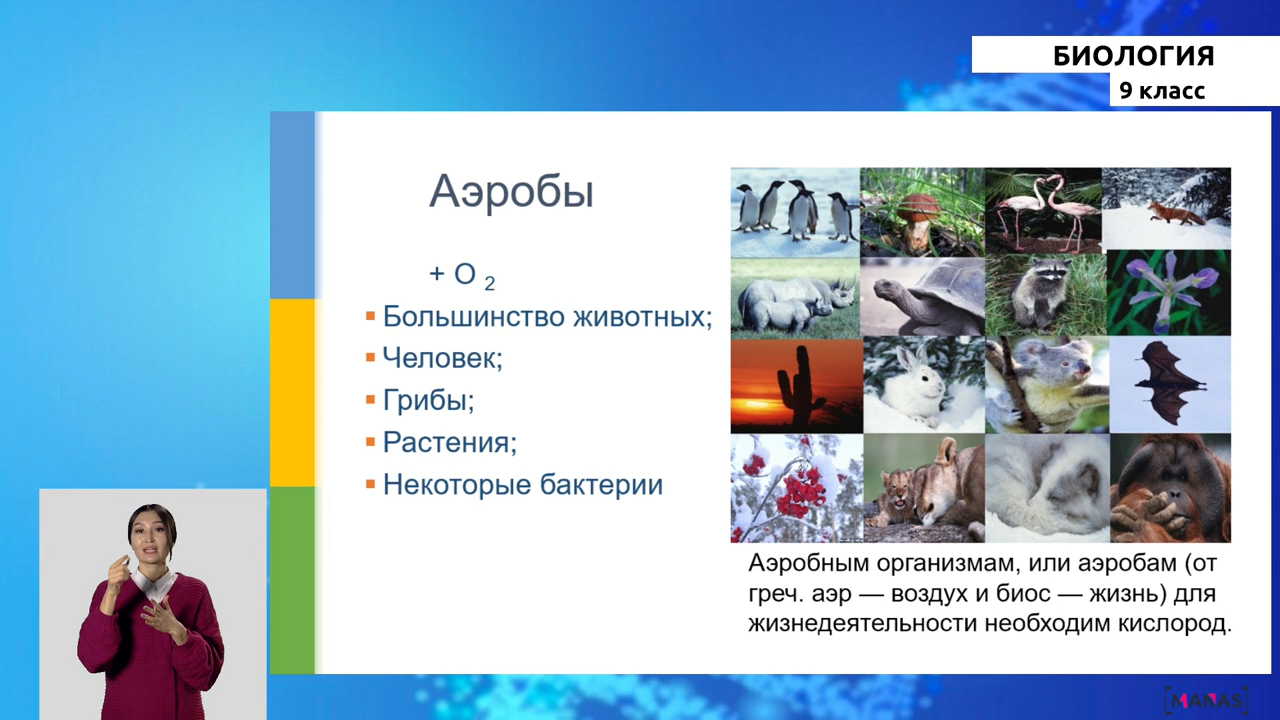 БИОЛОГИЯ
9 класс
Аэробы
+ O 2
Большинство животных;
Человек;
Грибы;
Растения;
Некоторые бактерии
Аэробным организмам, или аэробам (от
греч. аэр — воздух и биос — жизнь) для
жизнедеятельности необходим кислород.
[MANAS]